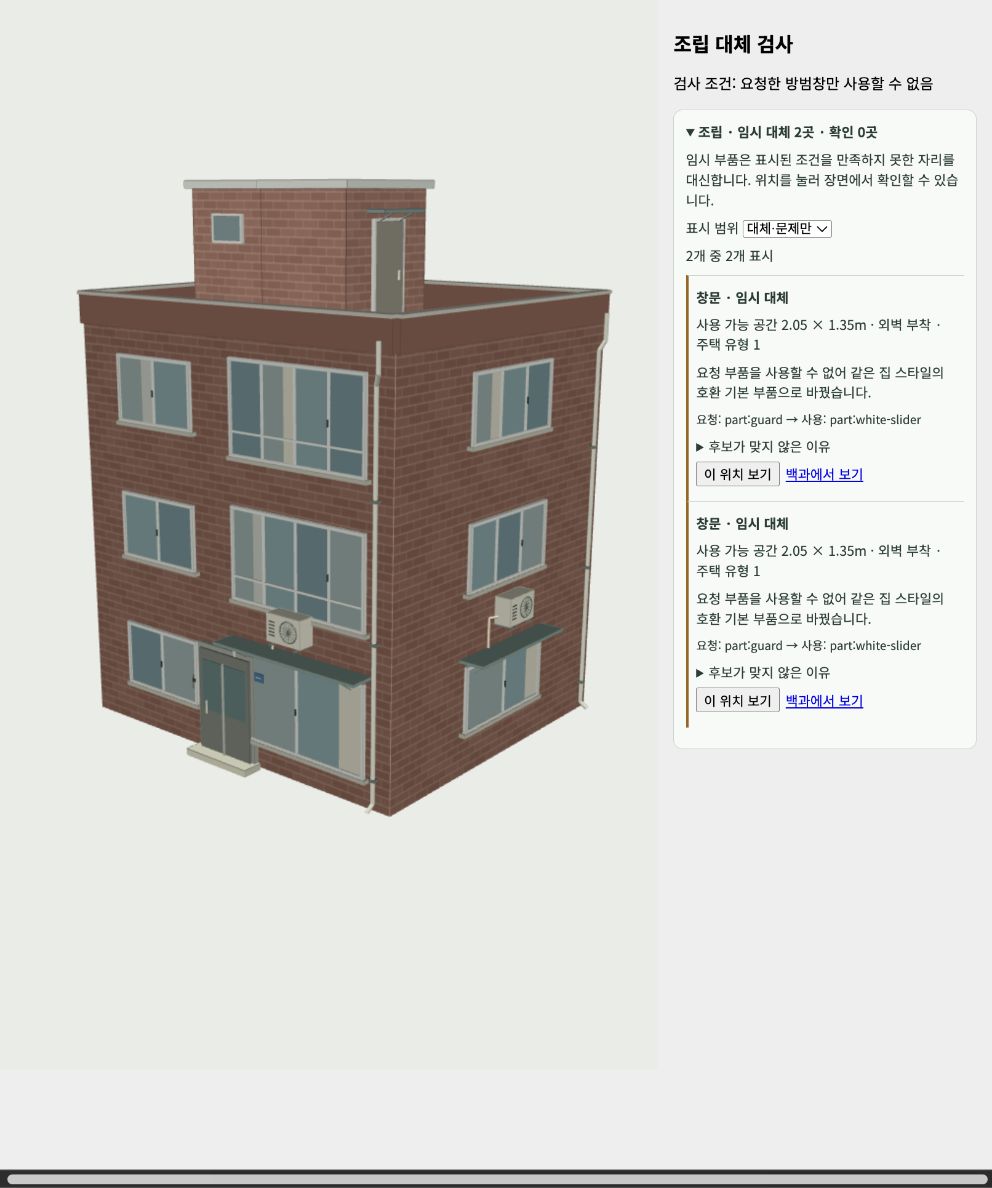 조립 대체 검사
검사 조건: 요청한 방범창만 사용할 수 없음
▼ 조립 · 임시 대체 2곳 · 확인 0곳
임시 부품은 표시된 조건을 만족하지 못한 자리를
대신합니다. 위치를 눌러 장면에서 확인할 수 있습
니다.
표시 범위 대체·문제만
2개 중 2개 표시
창문 · 임시 대체
사용 가능 공간 2.05 × 1.35m · 외벽 부착 ·
주택 유형 1
요청 부품을 사용할 수 없어 같은 집 스타일의
호환 기본 부품으로 바꿨습니다.
요청: part:guard → 사용: part:white-slider
▶ 후보가 맞지 않은 이유
이 위치 보기 백과에서 보기
창문 · 임시 대체
사용 가능 공간 2.05 × 1.35m · 외벽 부착 ·
주택 유형 1
요청 부품을 사용할 수 없어 같은 집 스타일의
호환 기본 부품으로 바꿨습니다.
요청: part:guard → 사용: part:white-slider
▶ 후보가 맞지 않은 이유
이 위치 보기 백과에서 보기